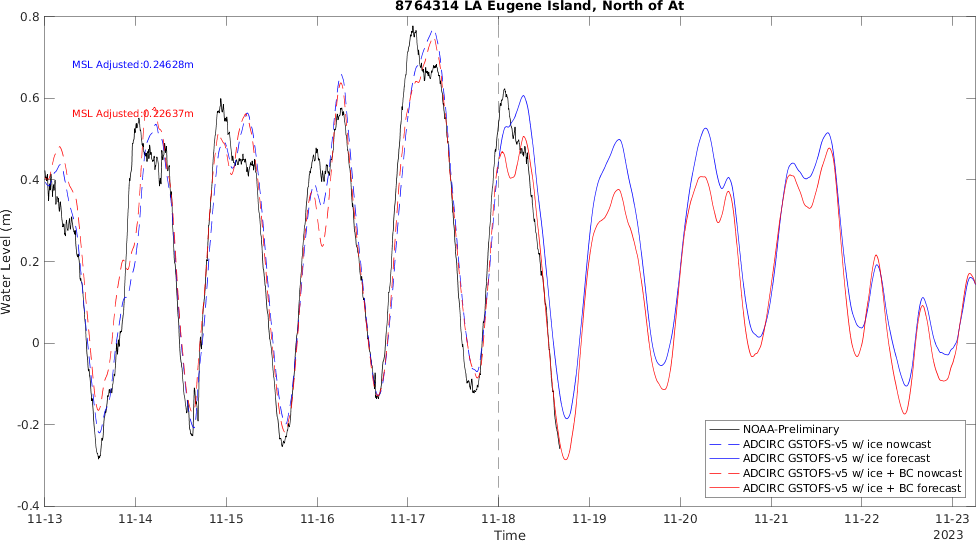 8764314 LA Eugene Island, North of At
0.8
0.6
0.4
0.2
0
-0.2
-0.4
Water Level (m)
MSL Adjusted:0.24628m
MSL Adjusted:0.22637m
NOAA-Preliminary
ADCIRC GSTOFS-v5 w/ ice nowcast
ADCIRC GSTOFS-v5 w/ ice forecast
ADCIRC GSTOFS-v5 w/ ice + BC nowcast
ADCIRC GSTOFS-v5 w/ ice + BC forecast
11-13 11-14 11-15 11-16 11-17 11-18 11-19 11-20 11-21 11-22 11-23
Time
2023